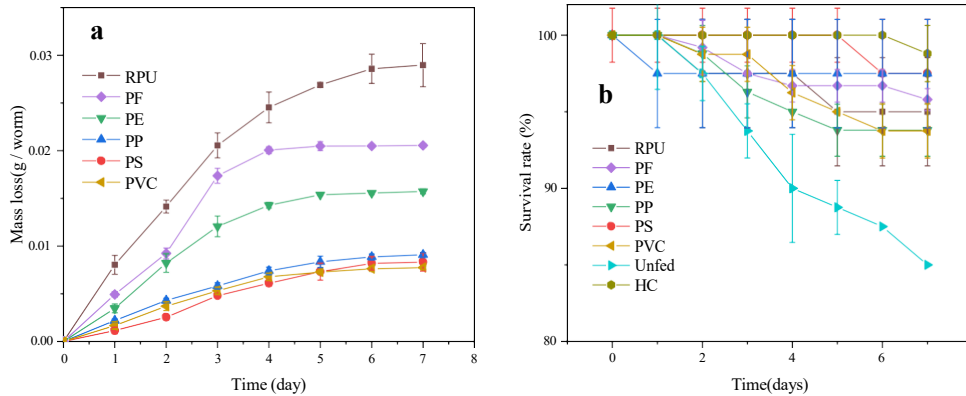 a
0.03
0.02
0.01
0.00
Mass loss(g / worm)
RPU
PF
PE
PP
PS
PVC
0 1 2 3 4 5 6 7 8
Time (day)
b
100
90
80
Survival rate (%)
RPU
PF
PE
PP
PS
PVC
Unfed
HC
0 2 4 6
Time(days)